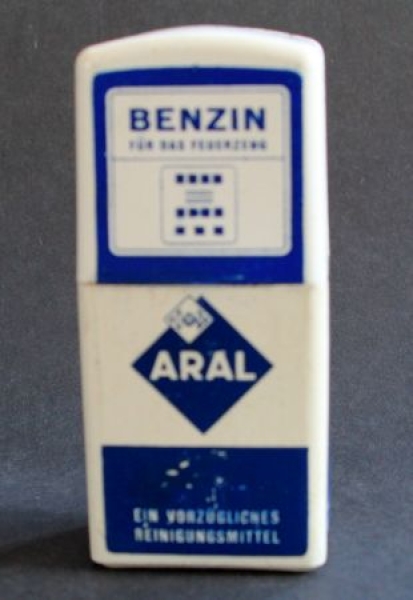 BENZIN
FÜR DAS FEUERZEUG
ARAL
EIN VORZÜGLICHES
REINIGUNGSMITTEL